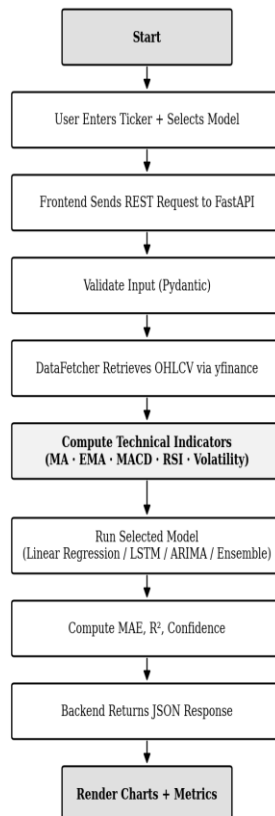 Start
User Enters Ticker + Selects Model
Frontend Sends REST Request to FastAPI
Validate Input (Pydantic)
DataFetcher Retrieves OHLCV via yfinance
Compute Technical Indicators
(MA · EMA · MACD · RSI · Volatility)
Run Selected Model
(Linear Regression / LSTM / ARIMA / Ensemble)
Compute MAE, R², Confidence
Backend Returns JSON Response
Render Charts + Metrics